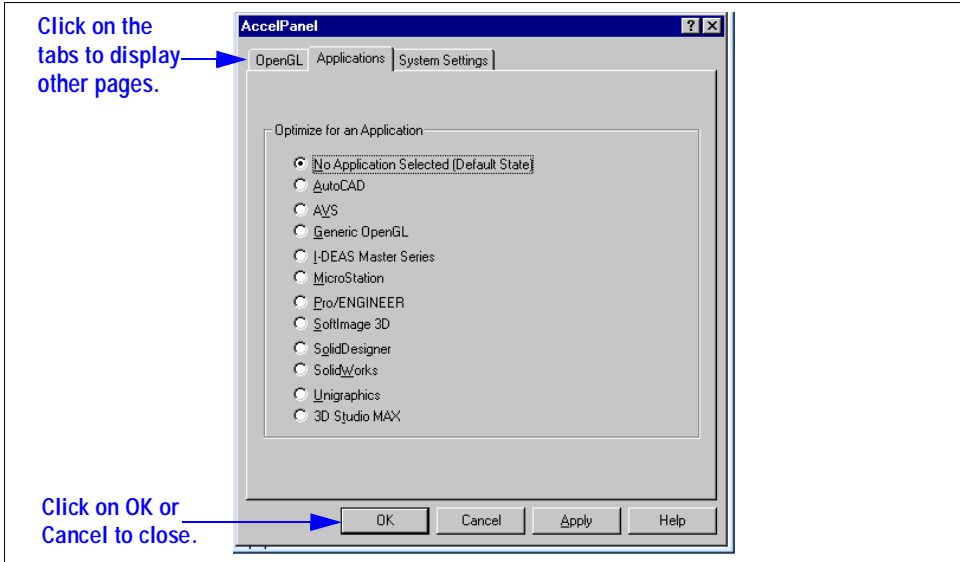 Click on the
tabs to display
other pages.
AccelPanel
OpenGL Applications System Settings
Optimize for an Application
No Application Selected (Default State)
AutoCAD
AVS
Generic OpenGL
I-DEAS Master Series
MicroStation
Pro/ENGINEER
SoftImage 3D
SolidDesigner
SolidWorks
Unigraphics
3D Studio MAX
Click on OK or
Cancel to close.
OK Cancel Apply Help